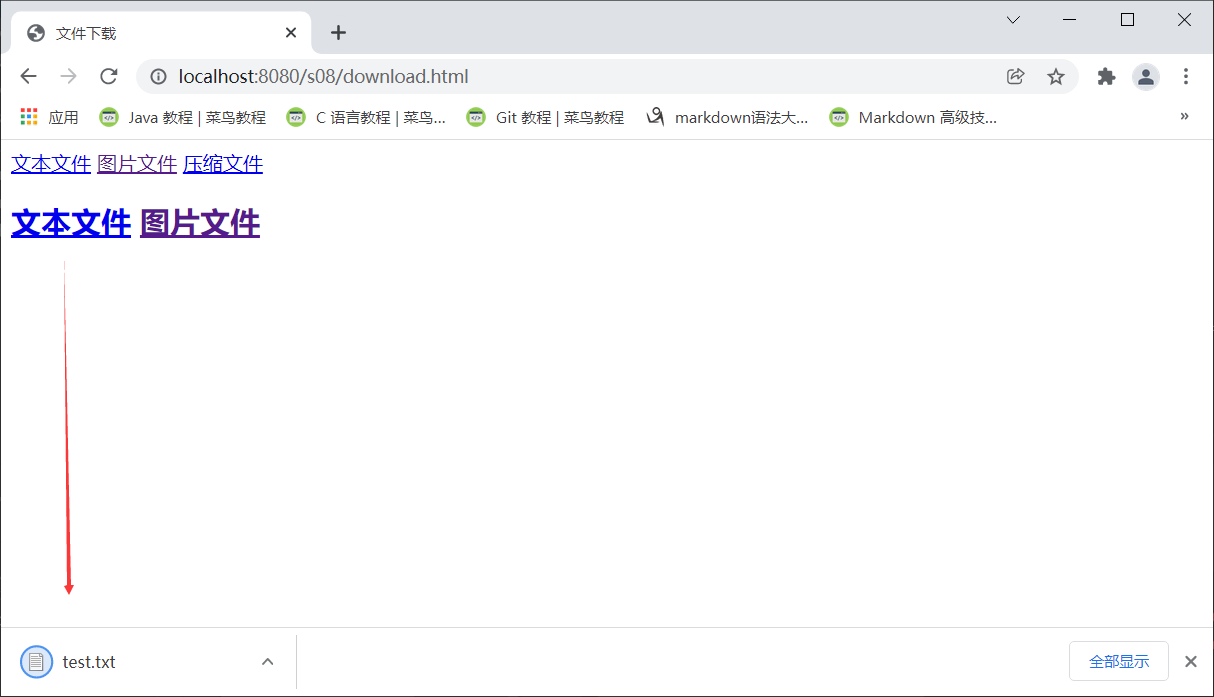 文件下载
localhost:8080/s08/download.html
应用 Java 教程 | 菜鸟教程 C 语言教程 | 菜鸟... Git 教程 | 菜鸟教程 markdown语法大... Markdown 高级技... »
文本文件 图片文件 压缩文件
文本文件 图片文件
test.txt 全部显示